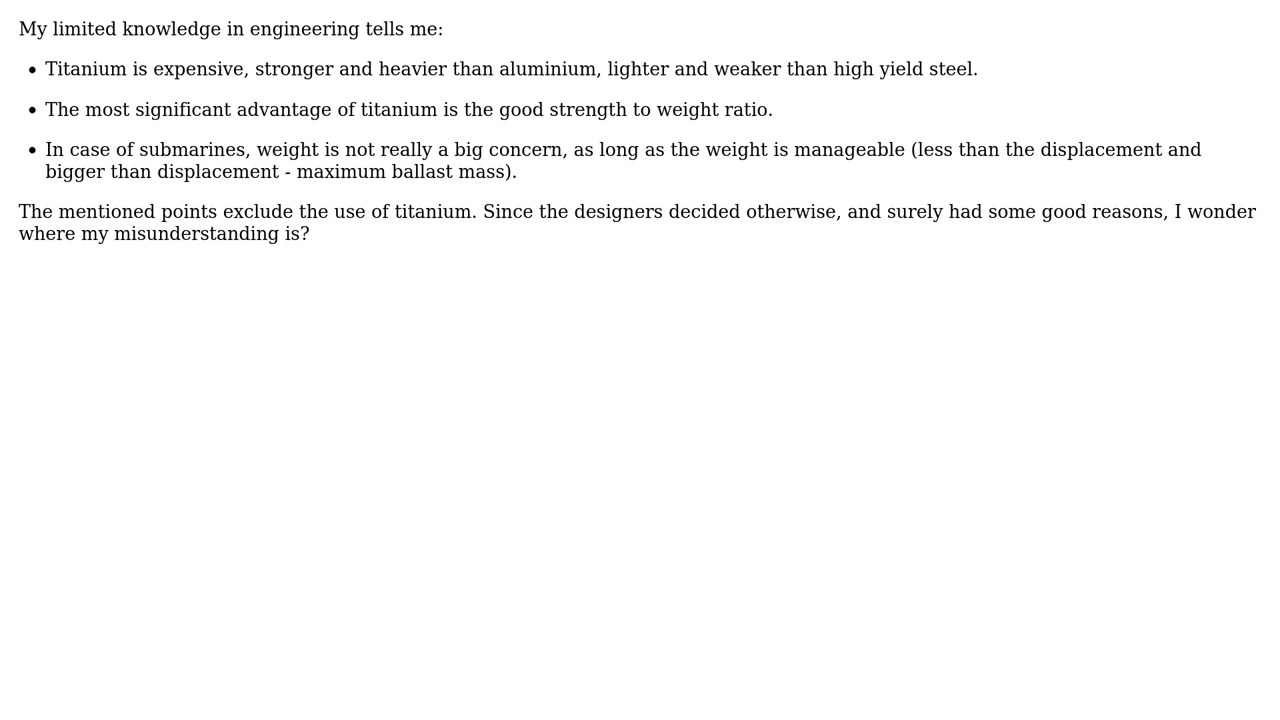 My limited knowledge in engineering tells me:
• Titanium is expensive, stronger and heavier than aluminium, lighter and weaker than high yield steel.
• The most significant advantage of titanium is the good strength to weight ratio.
• In case of submarines, weight is not really a big concern, as long as the weight is manageable (less than the displacement and
bigger than displacement - maximum ballast mass).
The mentioned points exclude the use of titanium. Since the designers decided otherwise, and surely had some good reasons, I wonder
where my misunderstanding is?